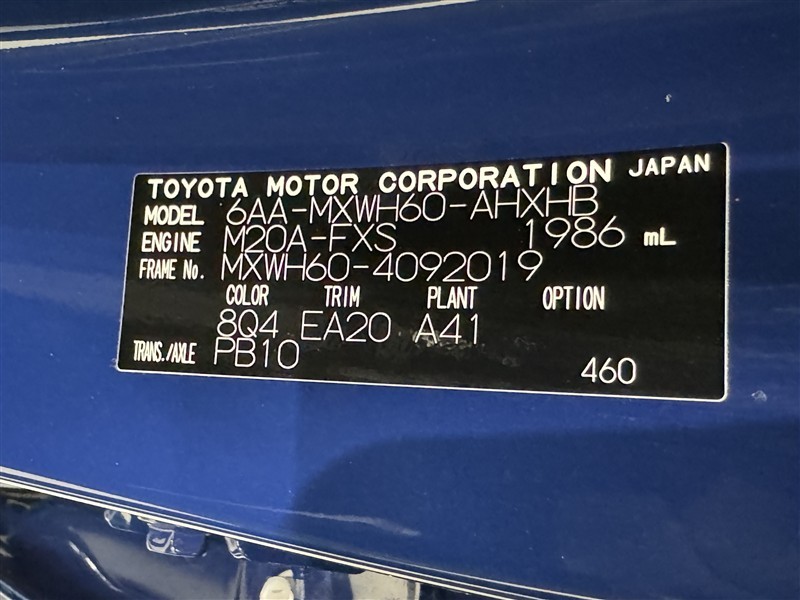 TOYOTA MOTOR CORPORATION JAPAN
MODEL 6AA-MXWH60-AHXHB
ENGINE M20A-FXS 1986 mL
FRAME No. MXWH60-4092019
COLOR TRIM PLANT OPTION
8Q4 EA20 A41
TRANS./AXLE PB10
460